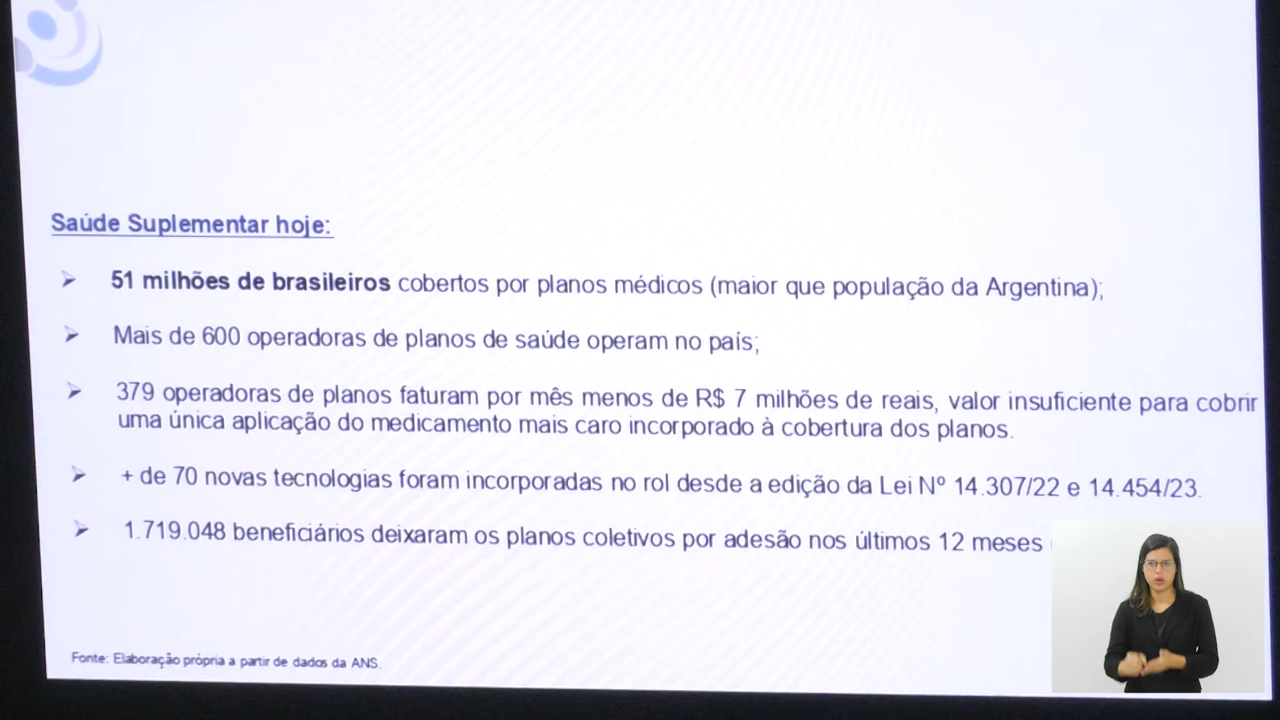 Saúde Suplementar hoje:
➢ 51 milhões de brasileiros cobertos por planos médicos (maior que população da Argentina);
➢ Mais de 600 operadoras de planos de saúde operam no país;
➢ 379 operadoras de planos faturam por mês menos de R$ 7 milhões de reais, valor insuficiente para cobrir
uma única aplicação do medicamento mais caro incorporado à cobertura dos planos.
➢ + de 70 novas tecnologias foram incorporadas no rol desde a edição da Lei Nº 14.307/22 e 14.454/23.
➢ 1.719.048 beneficiários deixaram os planos coletivos por adesão nos últimos 12 meses
Fonte: Elaboração própria a partir de dados da ANS.